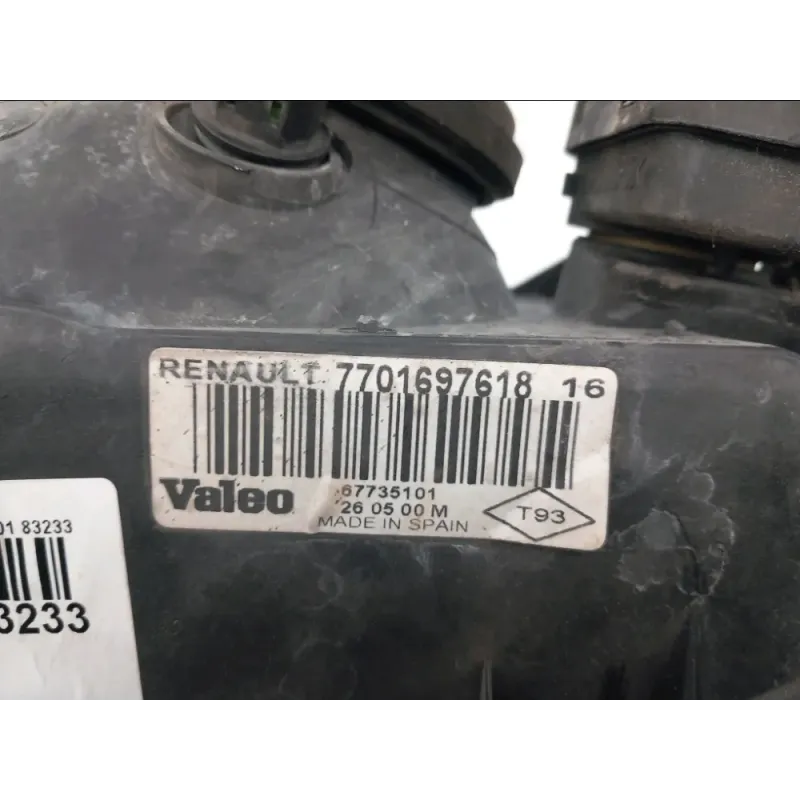 RENAULT 7701697618 16
Valeo
67735101
26 05 00 M
MADE IN SPAIN
T93
01 83233
3233